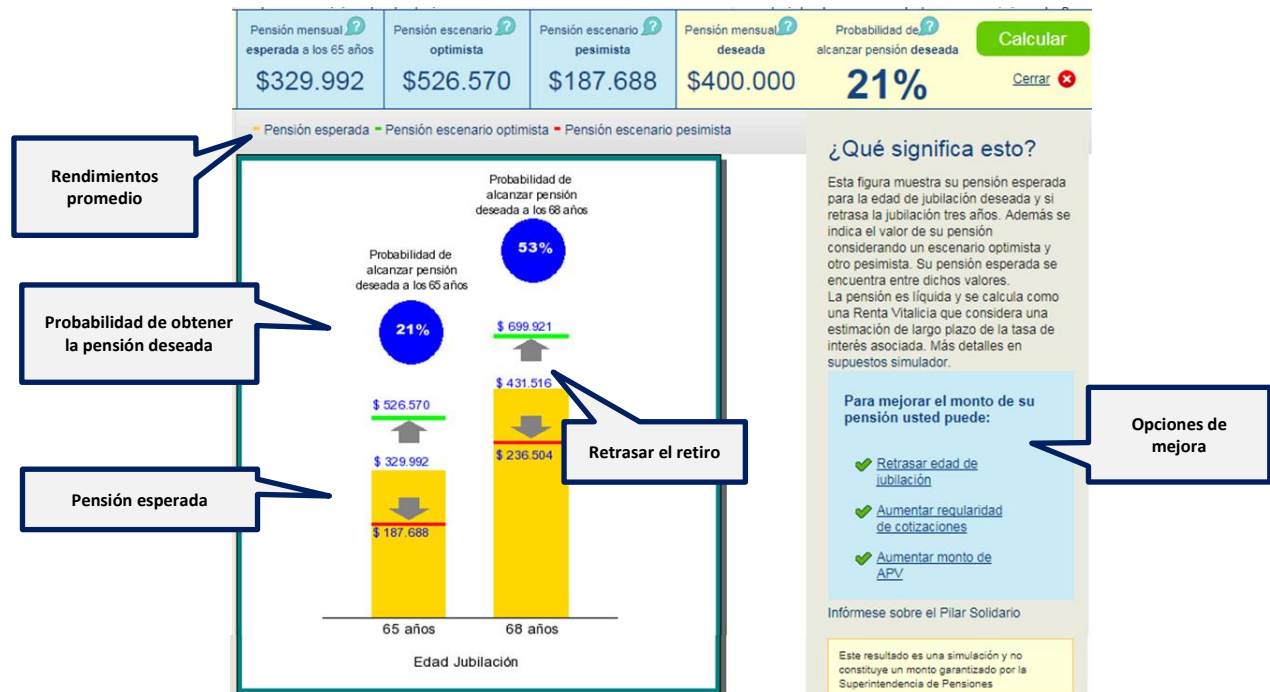 Pensión mensual ?
esperada a los 65 años
$329.992
Pensión escenario ?
optimista
$526.570
Pensión escenario ?
pesimista
$187.688
Pensión mensual ?
deseada
$400.000
Probabilidad de ?
alcanzar pensión deseada
21%
Calcular
Cerrar
Pensión esperada Pensión escenario optimista Pensión escenario pesimista
Rendimientos
promedio
Probabilidad de obtener
la pensión deseada
Pensión esperada
Probabilidad de
alcanzar pensión
deseada a los 68 años
53%
Probabilidad de
alcanzar pensión
deseada a los 65 años
21%
$ 699.921
$ 431.516
$ 236.504
$ 526.570
$ 329.992
$ 187.688
65 años
68 años
Edad Jubilación
Retrasar el retiro
¿Qué significa esto?
Esta figura muestra su pensión esperada
para la edad de jubilación deseada y si
retrasa la jubilación tres años. Además se
indica el valor de su pensión
considerando un escenario optimista y
otro pesimista. Su pensión esperada se
encuentra entre dichos valores.
La pensión es líquida y se calcula como
una Renta Vitalicia que considera una
estimación de largo plazo de la tasa de
interés asociada. Más detalles en
supuestos simulador.
Para mejorar el monto de su
pensión usted puede:
Retrasar edad de
jubilación
Aumentar regularidad
de cotizaciones
Aumentar monto de
APV
Opciones de
mejora
Infórmese sobre el Pilar Solidario
Este resultado es una simulación y no
constituye un monto garantizado por la
Superintendencia de Pensiones